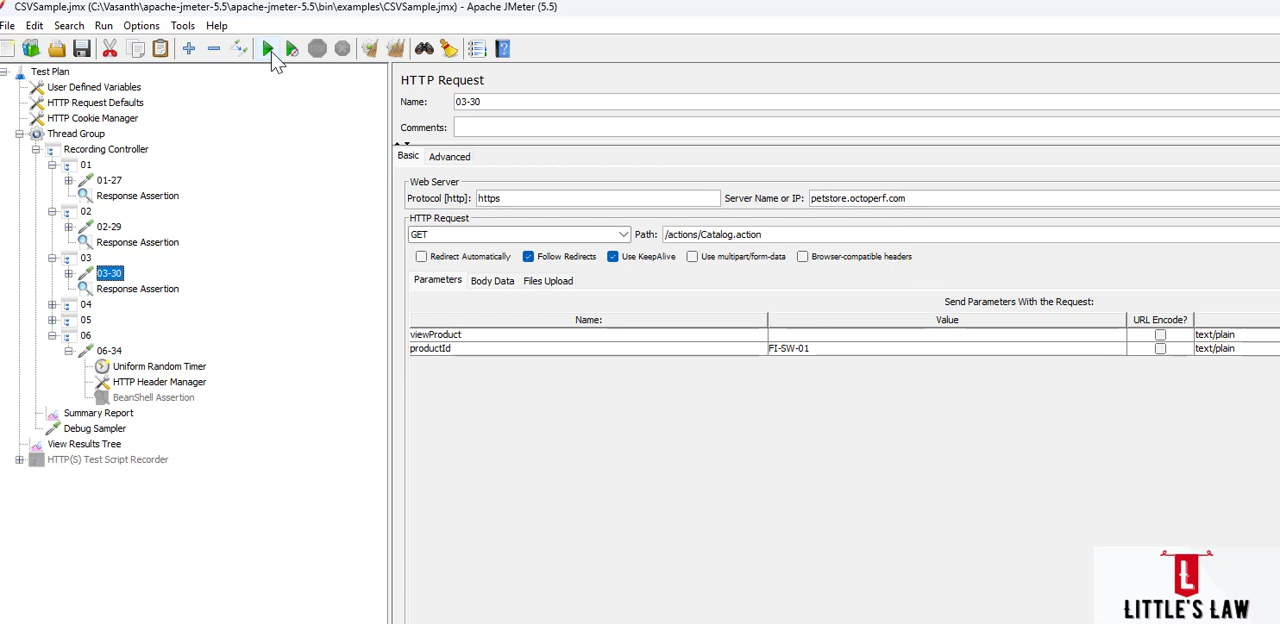 CSVSample.jmx (C:\Vasanth\apache-jmeter-5.5\apache-jmeter-5.5\bin\examples\CSVSample.jmx) - Apache JMeter (5.5)
File Edit Search Run Options Tools Help
Test Plan
User Defined Variables
HTTP Request Defaults
HTTP Cookie Manager
Thread Group
Recording Controller
01
01-27
Response Assertion
02
02-29
Response Assertion
03
03-30
Response Assertion
04
05
06
06-34
Uniform Random Timer
HTTP Header Manager
BeanShell Assertion
Summary Report
Debug Sampler
View Results Tree
HTTP(S) Test Script Recorder
HTTP Request
Name: 03-30
Comments:
Basic Advanced
Web Server
Protocol [http]: https Server Name or IP: petstore.octoperf.com
HTTP Request
GET Path: /actions/Catalog.action
Redirect Automatically Follow Redirects Use KeepAlive Use multipart/form-data Browser-compatible headers
Parameters Body Data Files Upload
Send Parameters With the Request:
Name: Value URL Encode?
viewProduct text/plain
productId FI-SW-01 text/plain
L
LITTLE'S LAW